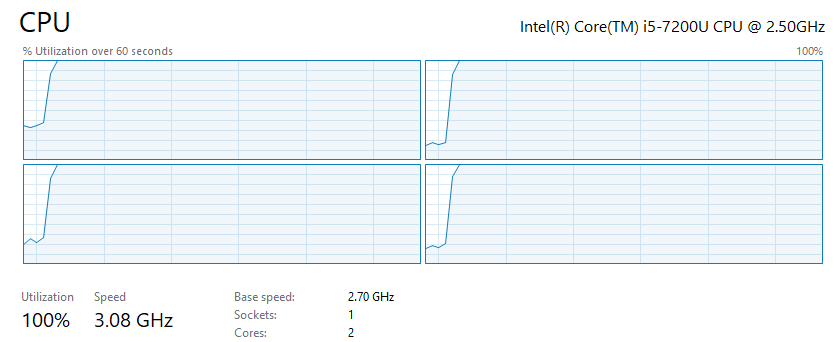 CPU
Intel(R) Core(TM) i5-7200U CPU @ 2.50GHz
% Utilization over 60 seconds
100%
Utilization
Speed
100%
3.08 GHz
Base speed:
2.70 GHz
Sockets:
1
Cores:
2